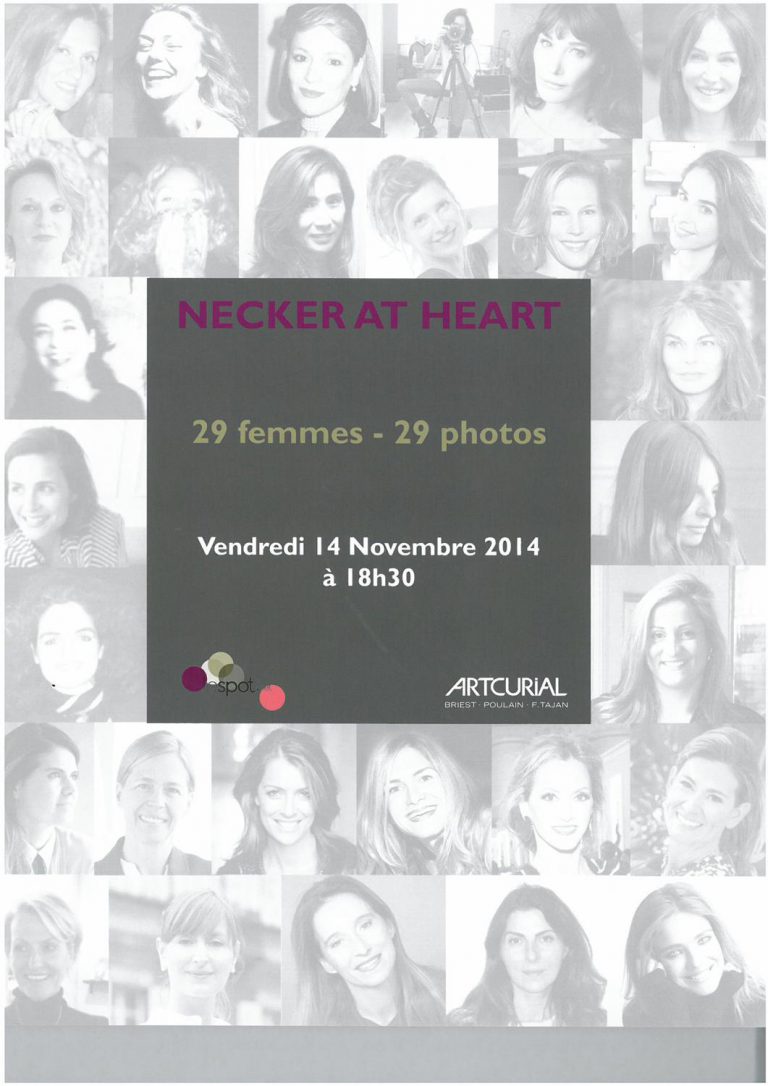 NECKER AT HEART
29 femmes - 29 photos
Vendredi 14 Novembre 2014
à 18h30
spot
ARTCURIAL
BRIEST · POULAIN · F.TAJAN